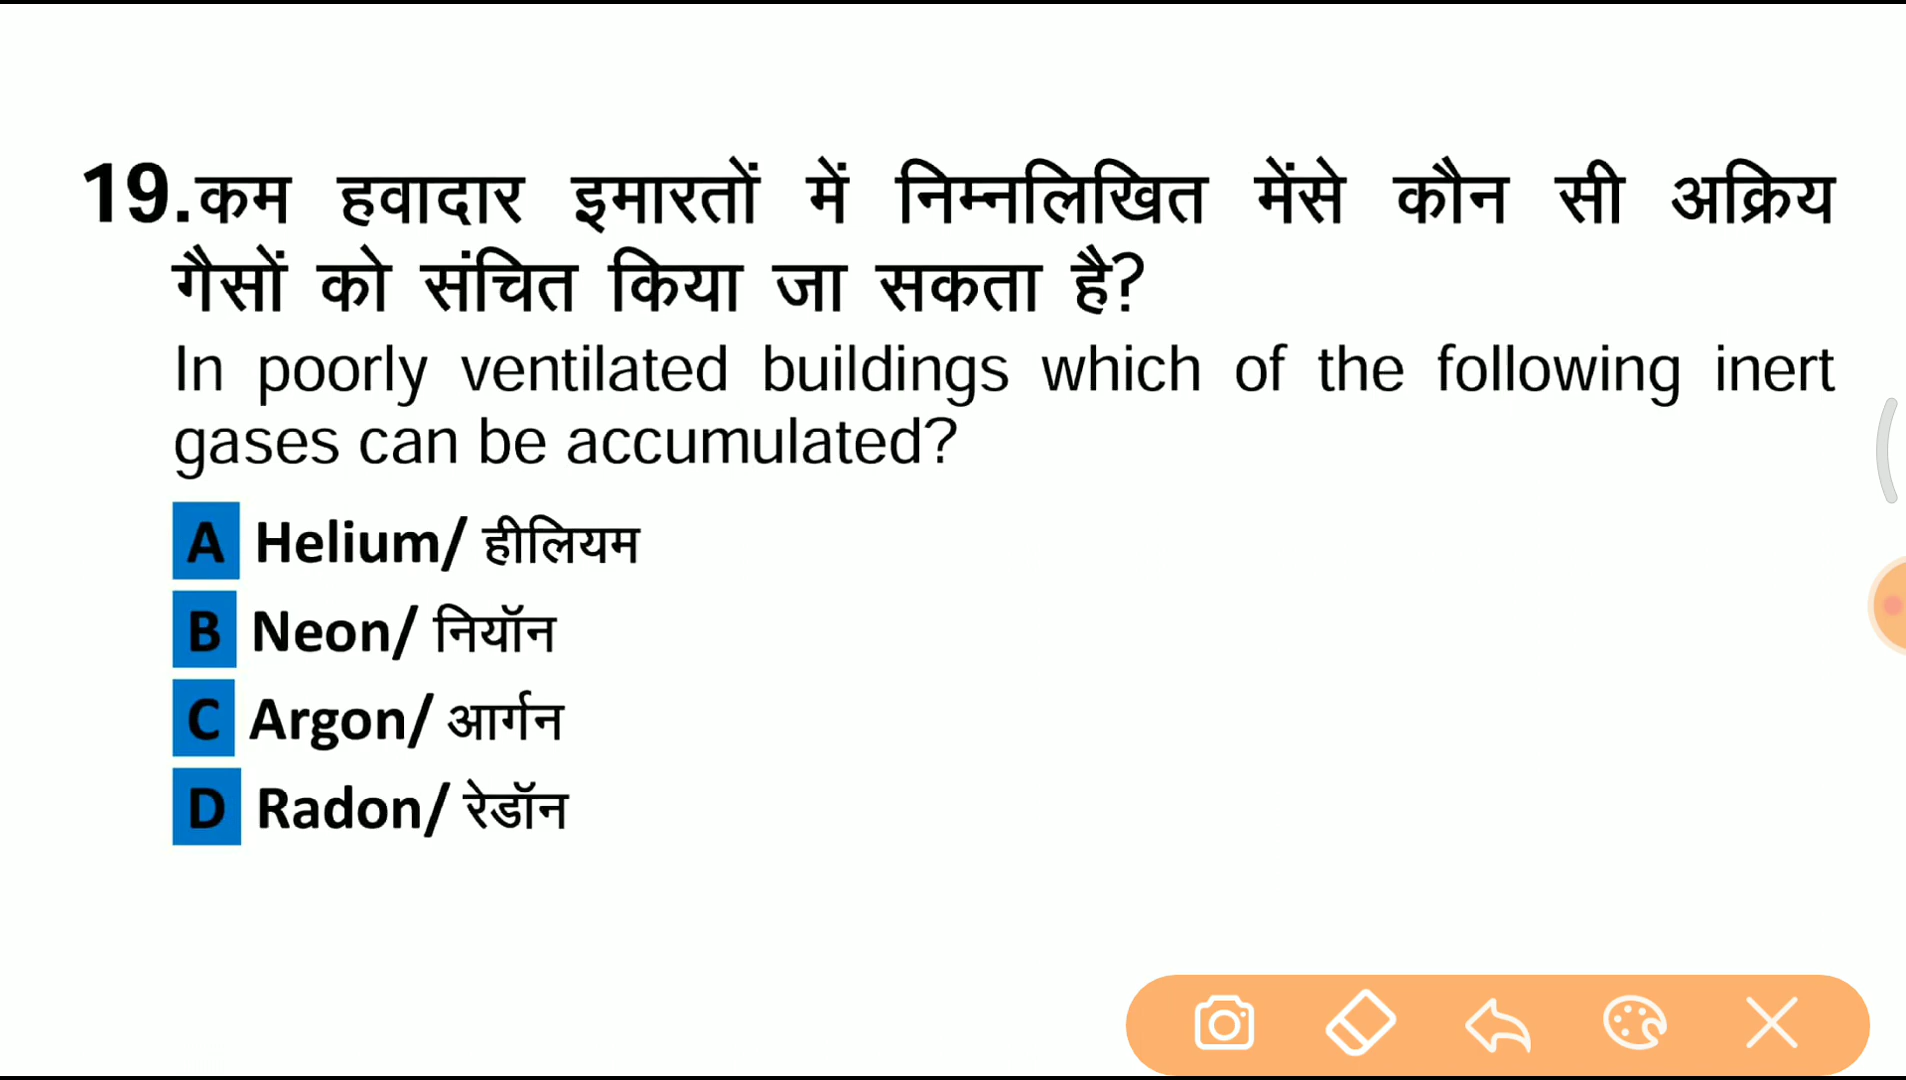 19.कम हवादार इमारतों में निम्नलिखित मेंसे कौन सी अक्रिय
गैसों को संचित किया जा सकता है?
In poorly ventilated buildings which of the following inert
gases can be accumulated?
A Helium/ हीलियम
B Neon/ नियॉन
C Argon/ आर्गन
D Radon/ रेडॉन